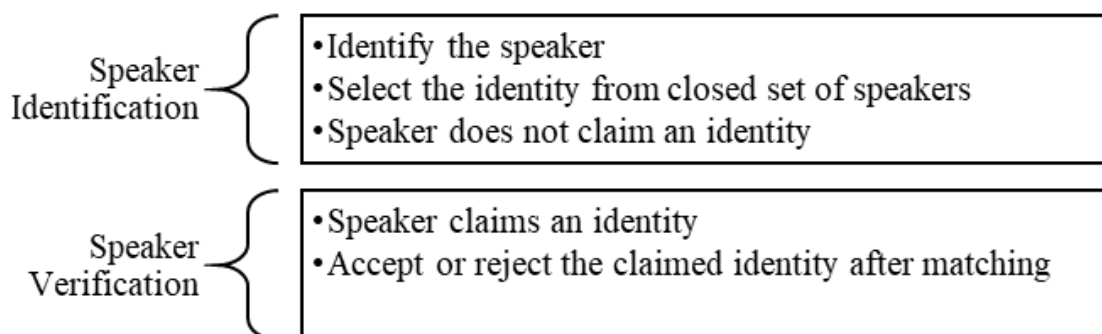 Speaker
Identification
•Identify the speaker
•Select the identity from closed set of speakers
•Speaker does not claim an identity
Speaker
Verification
•Speaker claims an identity
•Accept or reject the claimed identity after matching